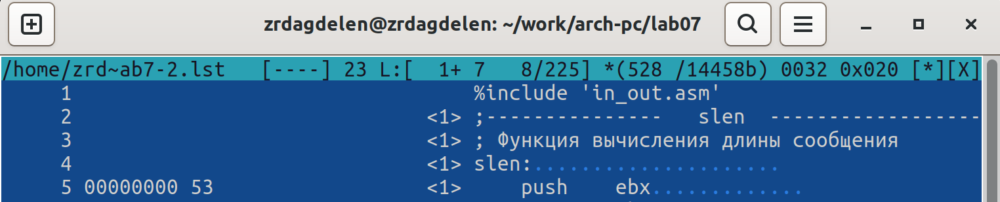 zrdagdelen@zrdagdelen: ~/work/arch-pc/lab07
/home/zrd~ab7-2.lst   [----] 23 L:[  1+ 7   8/225] *(528 /14458b) 0032 0x020 [*][X]
1 %include 'in_out.asm'
2 <1> ;--------------- slen ------------------
3 <1> ; Функция вычисления длины сообщения
4 <1> slen:.....................
5 00000000 53 <1> push ebx.............